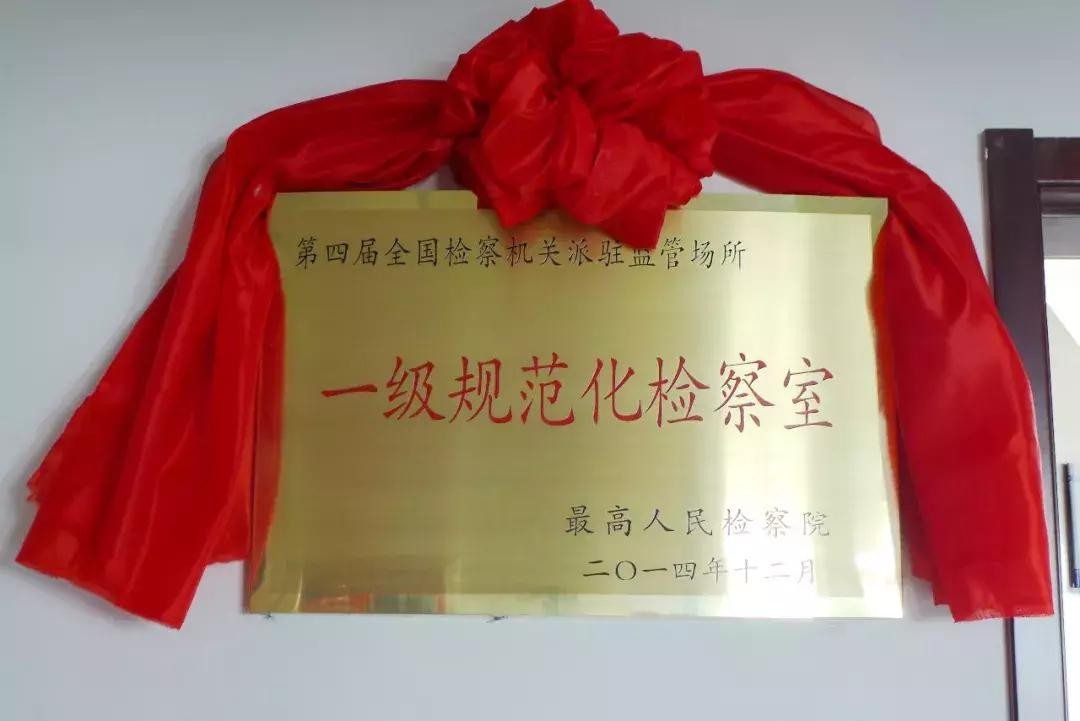 第四届全国检察机关派驻监管场所
一级规范化检察室
最高人民检察院
二〇一四年十二月